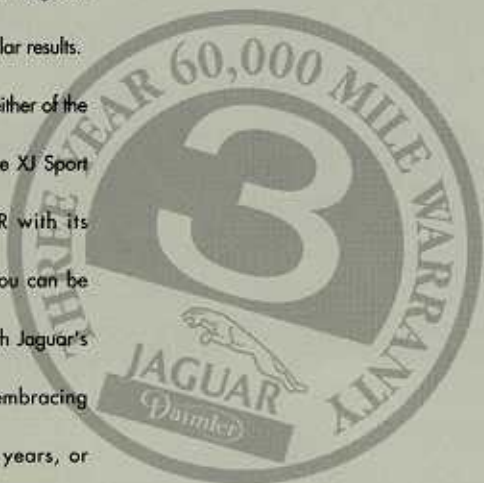 lar results.
either of the
e XJ Sport
R with its
ou can be
h Jaguar's
embracing
years, or
THREE YEAR 60,000 MILE WARRANTY
3
JAGUAR
Daimler